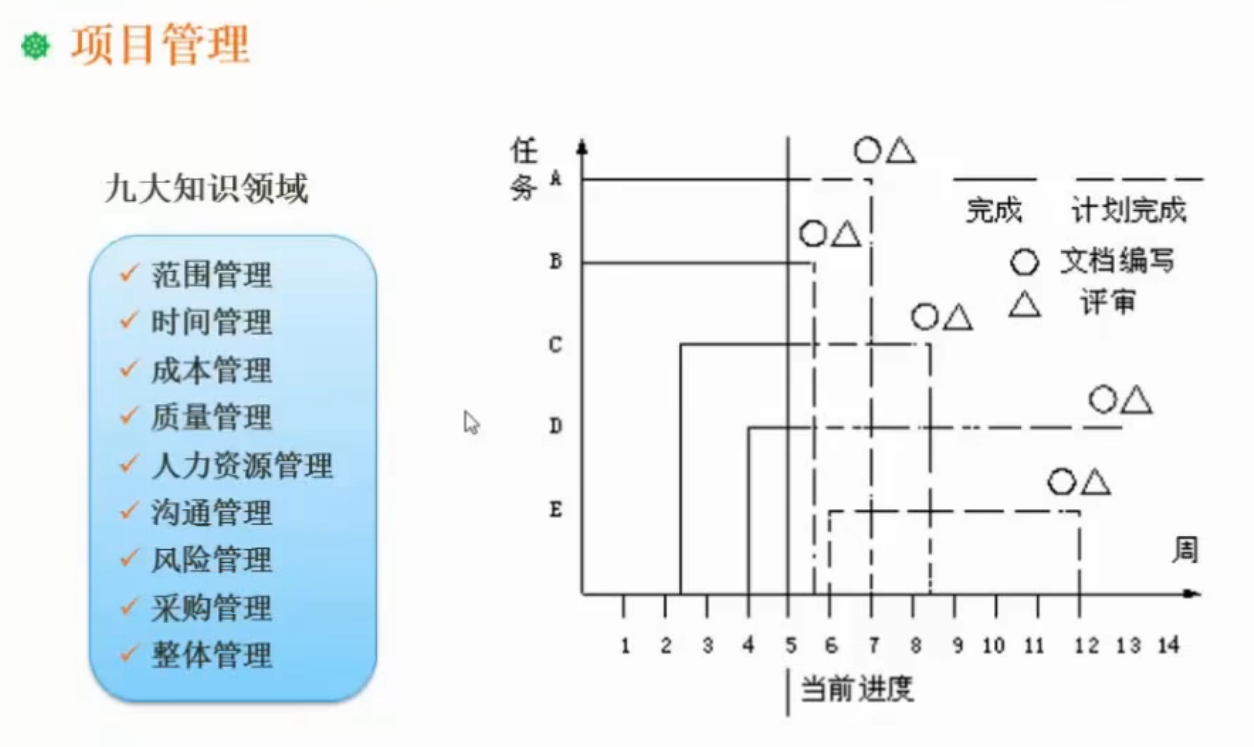 项目管理
九大知识领域
范围管理
时间管理
成本管理
质量管理
人力资源管理
沟通管理
风险管理
采购管理
整体管理
任务
A
B
C
D
E
完成
计划完成
文档编写
评审
周
1 2 3 4 5 6 7 8 9 10 11 12 13 14
当前进度